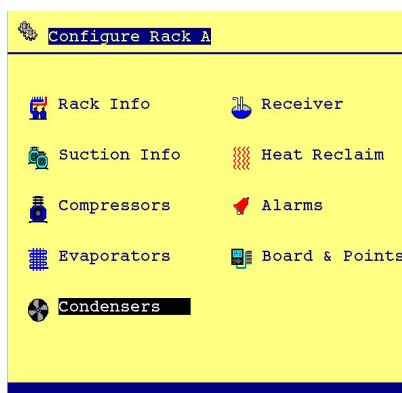 Configure Rack A
Rack Info
Receiver
Suction Info
Heat Reclaim
Compressors
Alarms
Evaporators
Board & Points
Condensers